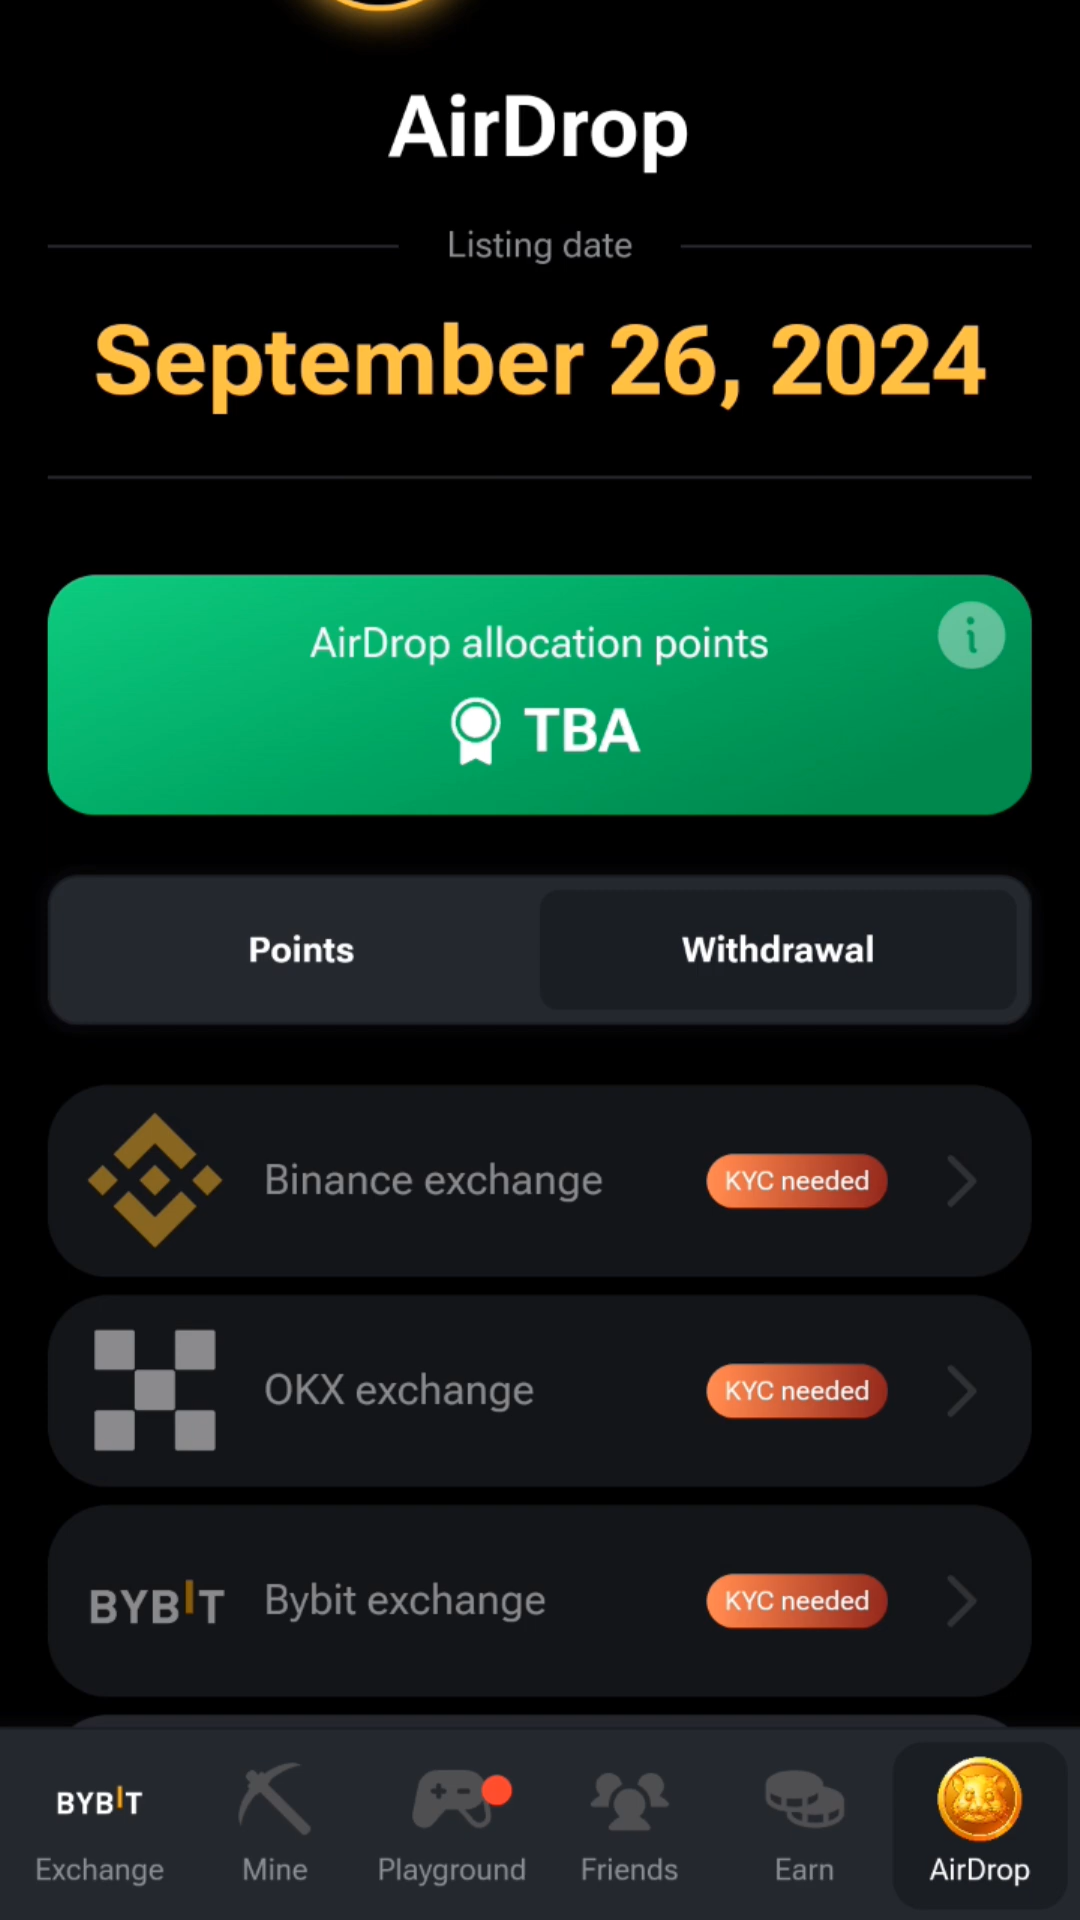 AirDrop
Listing date
September 26, 2024
AirDrop allocation points
i
TBA
Points
Withdrawal
Binance exchange
KYC needed
OKX exchange
KYC needed
BYBIT
Bybit exchange
KYC needed
BYBIT
Exchange
Mine
Playground
Friends
Earn
AirDrop